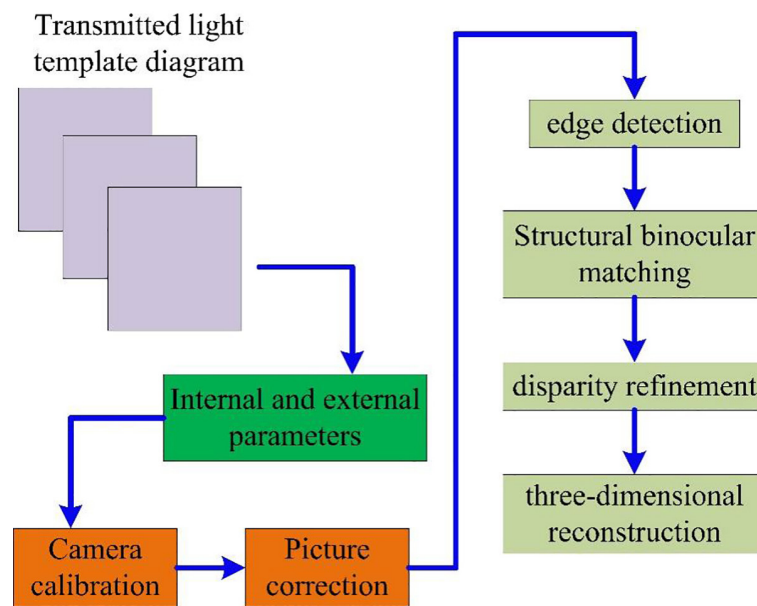 Transmitted light
template diagram
Internal and external
parameters
Camera
calibration
Picture
correction
edge detection
Structural binocular
matching
disparity refinement
three-dimensional
reconstruction